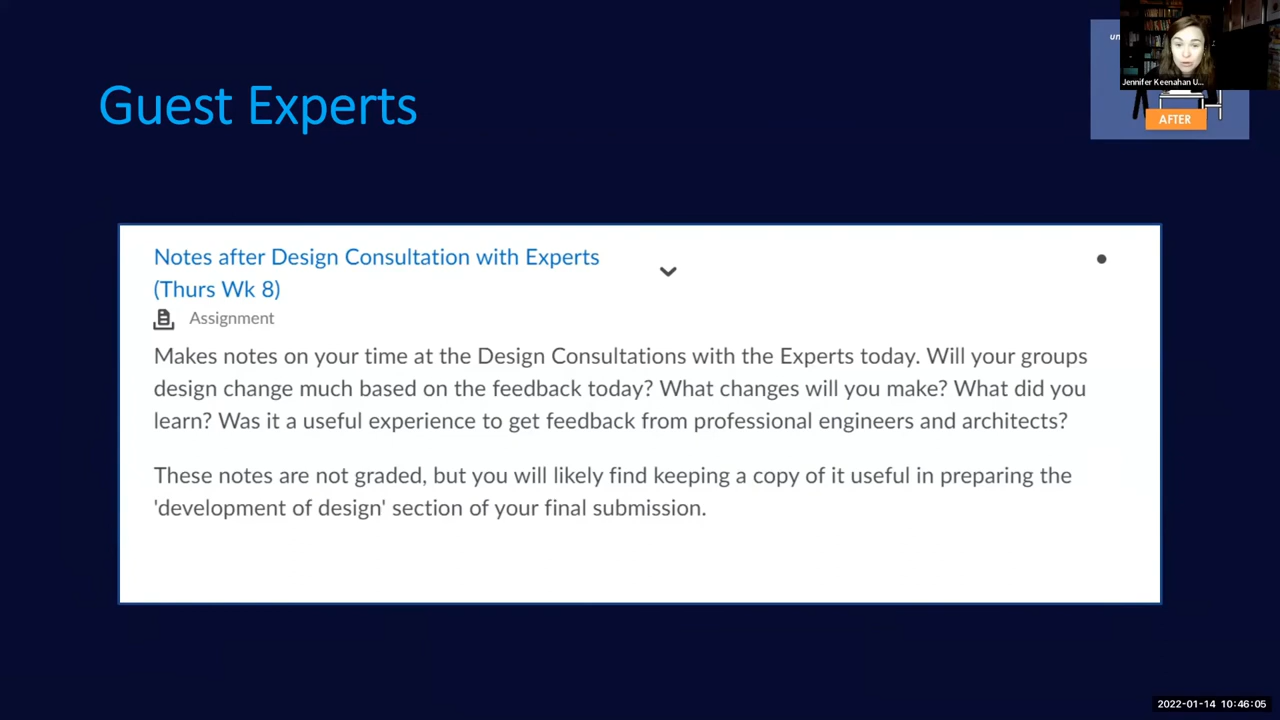 Guest Experts
un
Jennifer Keenahan U...
AFTER
Notes after Design Consultation with Experts
(Thurs Wk 8)
Assignment
Makes notes on your time at the Design Consultations with the Experts today. Will your groups
design change much based on the feedback today? What changes will you make? What did you
learn? Was it a useful experience to get feedback from professional engineers and architects?
These notes are not graded, but you will likely find keeping a copy of it useful in preparing the
'development of design' section of your final submission.
2022-01-14 10:46:05